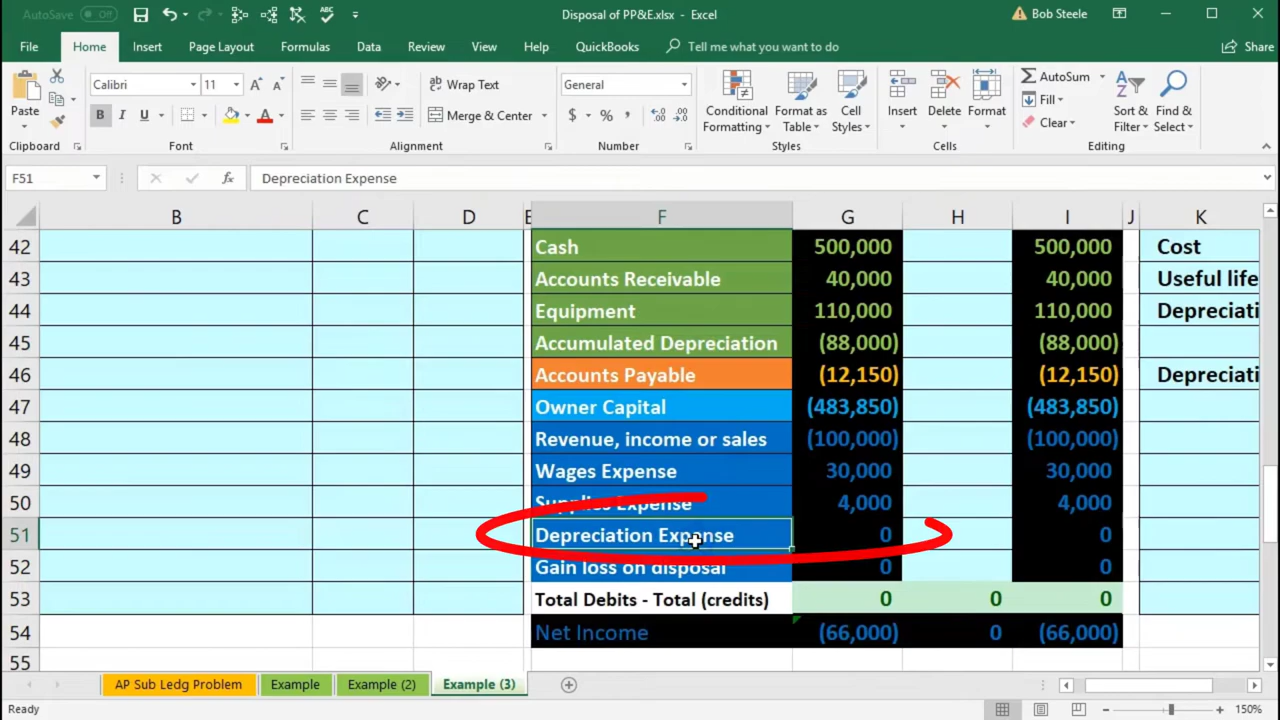 AutoSave Off Disposal of PP&E.xlsx - Excel Bob Steele
File Home Insert Page Layout Formulas Data Review View Help QuickBooks Tell me what you want to do Share
Paste Calibri 11 A A Wrap Text General Conditional Formatting Format as Table Cell Styles Insert Delete Format AutoSum Sort & Filter Find & Select
B I U A Merge & Center $ % , Fill
Clear
Clipboard Font Alignment Number Styles Cells Editing
F51 fx Depreciation Expense
B C D E F G H I J K
42 Cash 500,000 500,000 Cost
43 Accounts Receivable 40,000 40,000 Useful life
44 Equipment 110,000 110,000 Depreciati
45 Accumulated Depreciation (88,000) (88,000)
46 Accounts Payable (12,150) (12,150) Depreciati
47 Owner Capital (483,850) (483,850)
48 Revenue, income or sales (100,000) (100,000)
49 Wages Expense 30,000 30,000
50 Supplies Expense 4,000 4,000
51 Depreciation Expense 0 0
52 Gain loss on disposal 0 0
53 Total Debits - Total (credits) 0 0 0
54 Net Income (66,000) 0 (66,000)
55
AP Sub Ledg Problem Example Example (2) Example (3)
Ready 150%